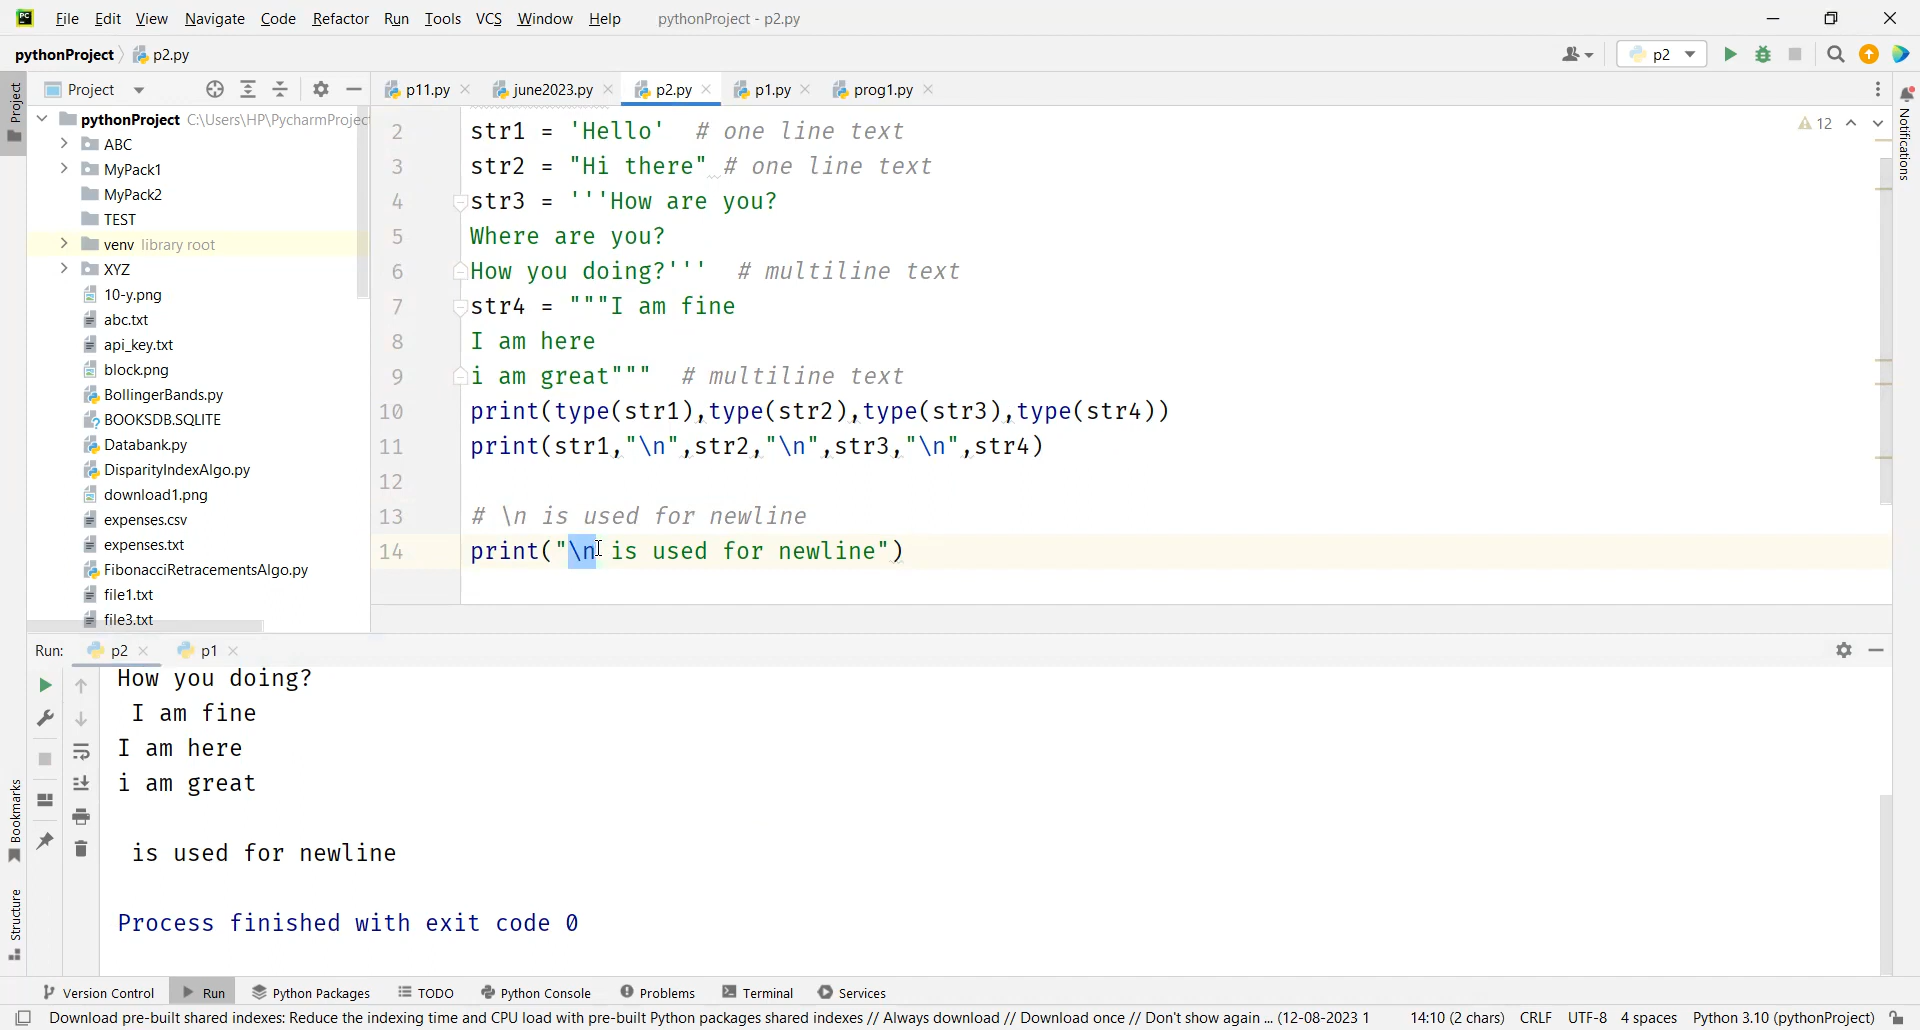 File Edit View Navigate Code Refactor Run Tools VCS Window Help pythonProject - p2.py
pythonProject p2.py
p2
Project
p11.py june2023.py p2.py p1.py prog1.py
Project
Notifications
pythonProject C:\Users\HP\PycharmProjec
ABC
MyPack1
MyPack2
TEST
venv library root
XYZ
10-y.png
abc.txt
api_key.txt
block.png
BollingerBands.py
BOOKSDB.SQLITE
Databank.py
DisparityIndexAlgo.py
download1.png
expenses.csv
expenses.txt
FibonacciRetracementsAlgo.py
file1.txt
file3.txt
12
2 str1 = 'Hello' # one line text
3 str2 = "Hi there" # one line text
4 str3 = '''How are you?
5 Where are you?
6 How you doing?''' # multiline text
7 str4 = """I am fine
8 I am here
9 i am great""" # multiline text
10 print(type(str1),type(str2),type(str3),type(str4))
11 print(str1,"\n",str2,"\n",str3,"\n",str4)
12
13 # \n is used for newline
14 print("\n is used for newline")
Run: p2 p1
How you doing?
I am fine
I am here
i am great
is used for newline
Process finished with exit code 0
Bookmarks
Structure
Version Control Run Python Packages TODO Python Console Problems Terminal Services
Download pre-built shared indexes: Reduce the indexing time and CPU load with pre-built Python packages shared indexes // Always download // Download once // Don't show again ... (12-08-2023 1 14:10 (2 chars) CRLF UTF-8 4 spaces Python 3.10 (pythonProject)